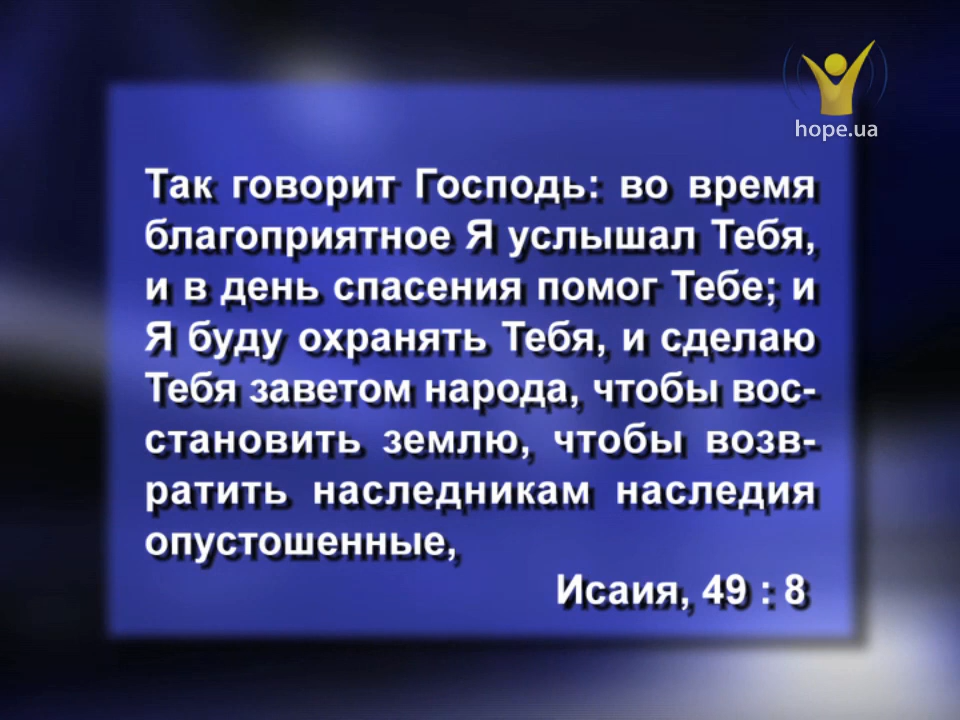 hope.ua
Так говорит Господь: во время
благоприятное Я услышал Тебя,
и в день спасения помог Тебе; и
Я буду охранять Тебя, и сделаю
Тебя заветом народа, чтобы вос-
становить землю, чтобы возв-
ратить наследникам наследия
опустошенные,
Исаия, 49 : 8